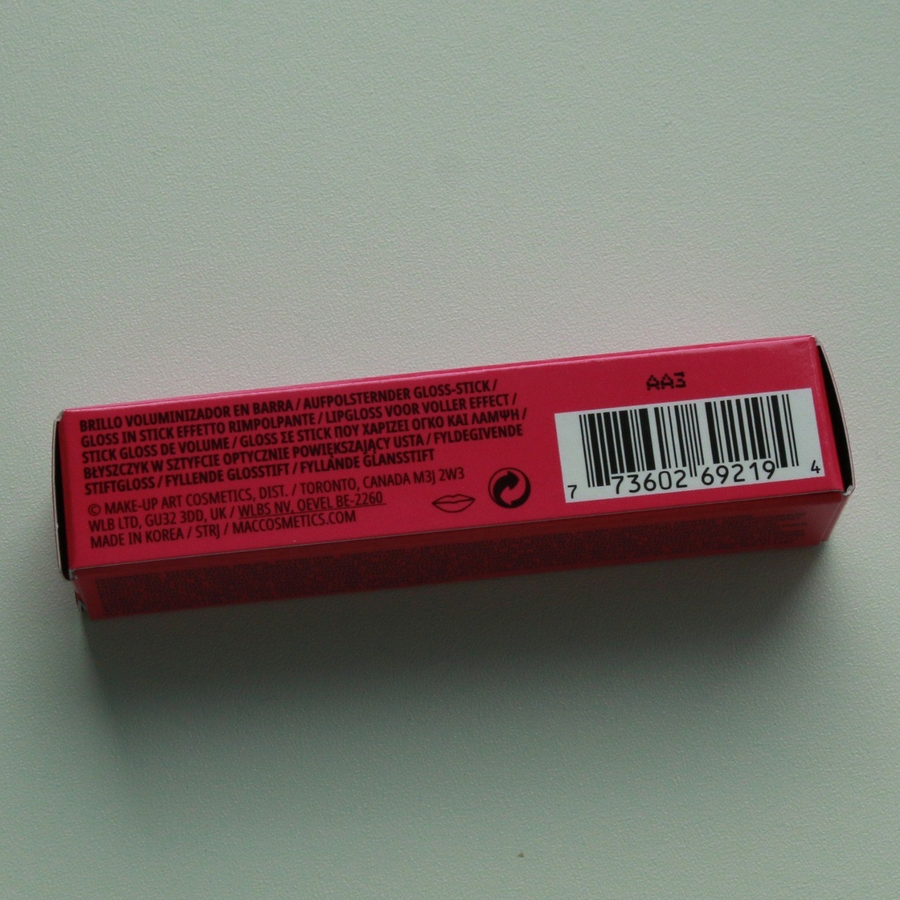 BRILLO VOLUMINIZADOR EN BARRA / AUFPOLSTERNDER GLOSS-STICK /
GLOSS IN STICK EFFETTO RIMPOLPANTE / LIPGLOSS VOOR VOLLER EFFECT /
STICK GLOSS DE VOLUME / GLOSS ΣΕ STICK ΠΟΥ ΧΑΡΙΖΕΙ ΟΓΚΟ ΚΑΙ ΛΑΜΨΗ /
BŁYSZCZYK W SZTYFCIE OPTYCZNIE POWIĘKSZAJĄCY USTA / FYLDEGIVENDE
STIFTGLOSS / FYLLENDE GLOSSTIFT / FYLLANDE GLANSSTIFT
© MAKE-UP ART COSMETICS, DIST. / TORONTO, CANADA M3J 2W3
WLB LTD, GU32 3DD, UK / WLBS NV, OEVEL BE-2260
MADE IN KOREA / STRJ / MACCOSMETICS.COM
AA3
7 73602 69219 4